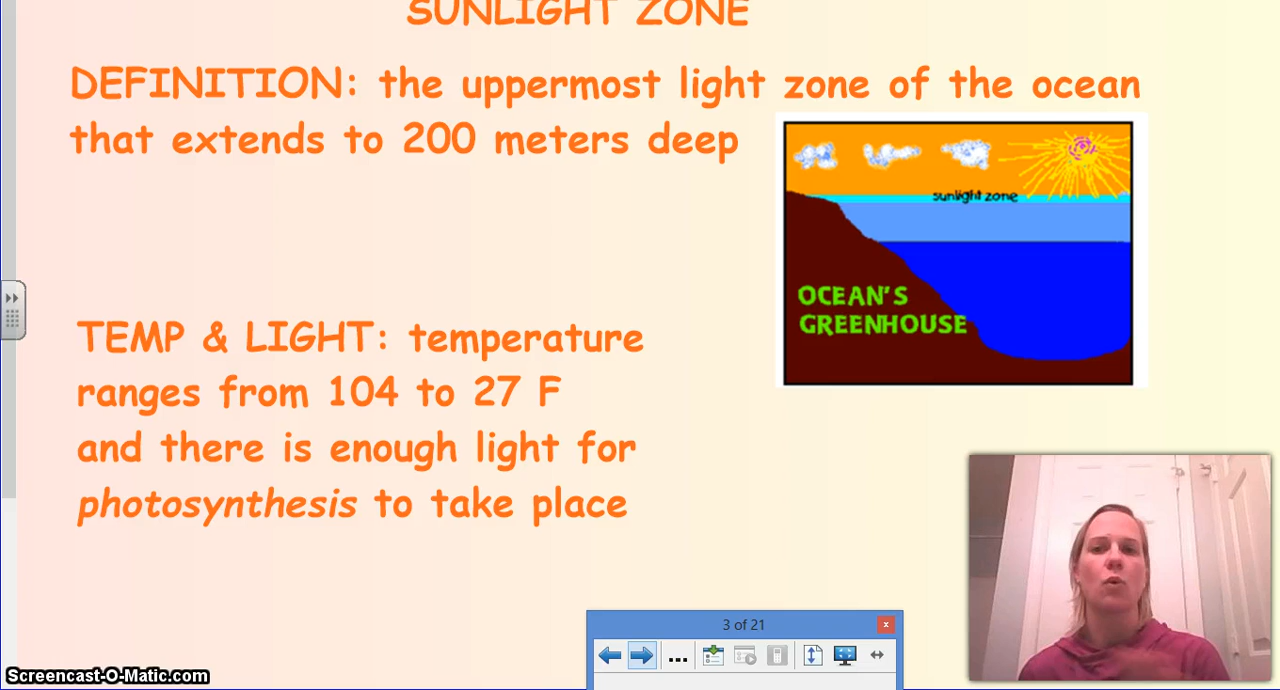 SUNLIGHT ZONE
DEFINITION: the uppermost light zone of the ocean
that extends to 200 meters deep
sunlight zone
OCEAN'S
GREENHOUSE
TEMP & LIGHT: temperature
ranges from 104 to 27 F
and there is enough light for
photosynthesis to take place
3 of 21
Screencast-O-Matic.com